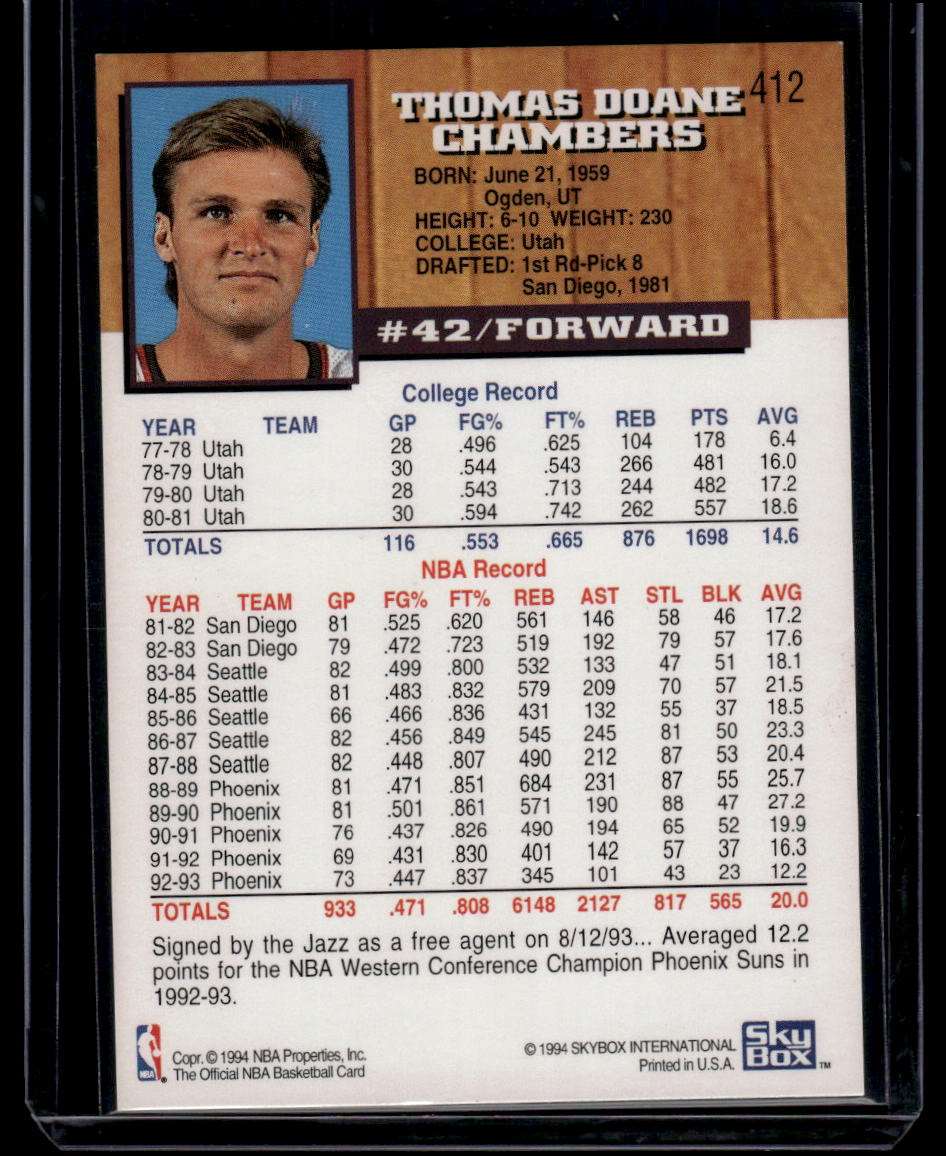 412
THOMAS DOANE
CHAMBERS
BORN: June 21, 1959
Ogden, UT
HEIGHT: 6-10 WEIGHT: 230
COLLEGE: Utah
DRAFTED: 1st Rd-Pick 8
San Diego, 1981
#42/FORWARD
College Record
YEAR TEAM GP FG% FT% REB PTS AVG
77-78 Utah 28 .496 .625 104 178 6.4
78-79 Utah 30 .544 .543 266 481 16.0
79-80 Utah 28 .543 .713 244 482 17.2
80-81 Utah 30 .594 .742 262 557 18.6
TOTALS 116 .553 .665 876 1698 14.6
NBA Record
YEAR TEAM GP FG% FT% REB AST STL BLK AVG
81-82 San Diego 81 .525 .620 561 146 58 46 17.2
82-83 San Diego 79 .472 .723 519 192 79 57 17.6
83-84 Seattle 82 .499 .800 532 133 47 51 18.1
84-85 Seattle 81 .483 .832 579 209 70 57 21.5
85-86 Seattle 66 .466 .836 431 132 55 37 18.5
86-87 Seattle 82 .456 .849 545 245 81 50 23.3
87-88 Seattle 82 .448 .807 490 212 87 53 20.4
88-89 Phoenix 81 .471 .851 684 231 87 55 25.7
89-90 Phoenix 81 .501 .861 571 190 88 47 27.2
90-91 Phoenix 76 .437 .826 490 194 65 52 19.9
91-92 Phoenix 69 .431 .830 401 142 57 37 16.3
92-93 Phoenix 73 .447 .837 345 101 43 23 12.2
TOTALS 933 .471 .808 6148 2127 817 565 20.0
Signed by the Jazz as a free agent on 8/12/93... Averaged 12.2
points for the NBA Western Conference Champion Phoenix Suns in
1992-93.
NBA
Copr. © 1994 NBA Properties, Inc.
The Official NBA Basketball Card
© 1994 SKYBOX INTERNATIONAL
Printed in U.S.A.
Sky
Box
TM